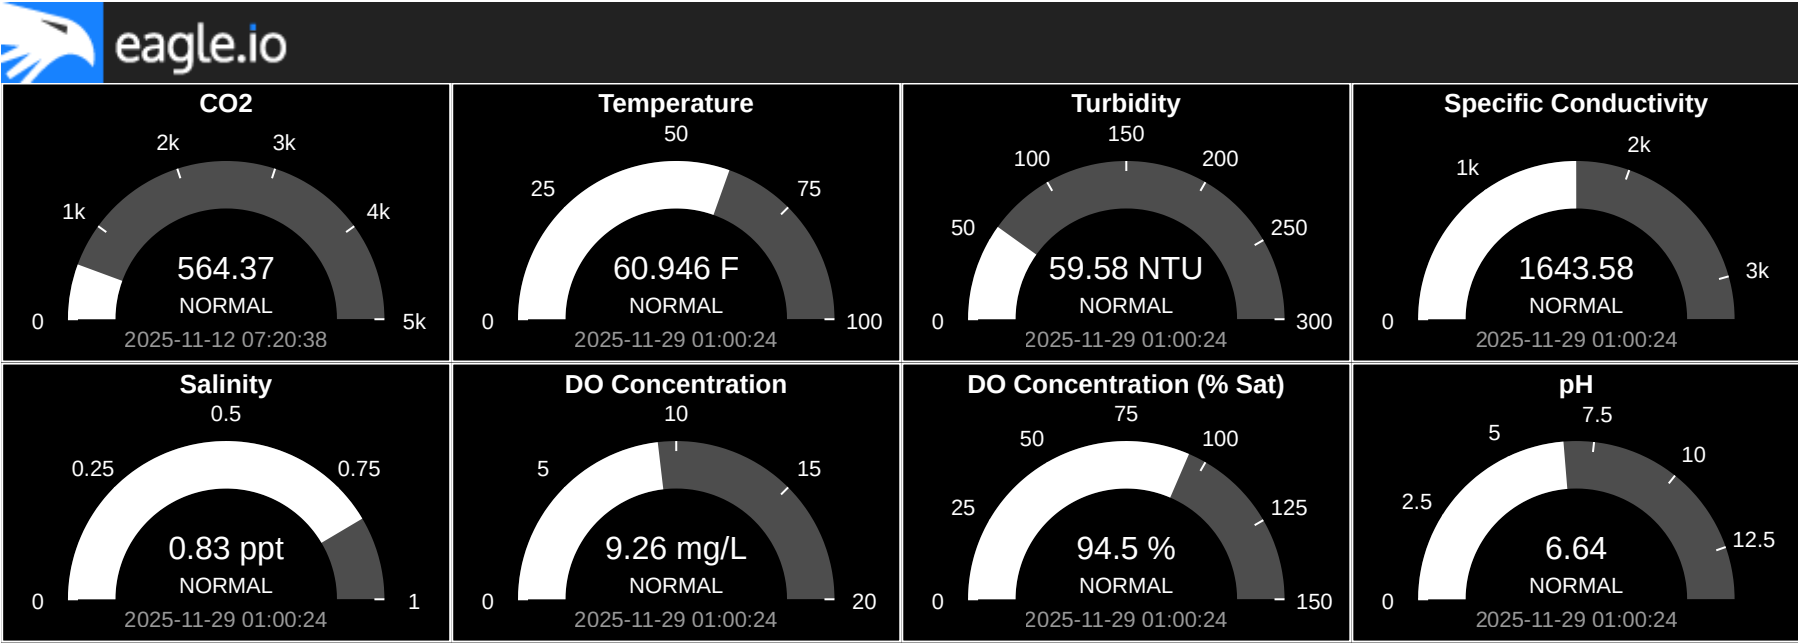 eagle.io
CO2
0
1k
2k
3k
4k
5k
564.37
NORMAL
2025-11-12 07:20:38
Temperature
0
25
50
75
100
60.946 F
NORMAL
2025-11-29 01:00:24
Turbidity
0
50
100
150
200
250
300
59.58 NTU
NORMAL
2025-11-29 01:00:24
Specific Conductivity
0
1k
2k
3k
1643.58
NORMAL
2025-11-29 01:00:24
Salinity
0
0.25
0.5
0.75
1
0.83 ppt
NORMAL
2025-11-29 01:00:24
DO Concentration
0
5
10
15
20
9.26 mg/L
NORMAL
2025-11-29 01:00:24
DO Concentration (% Sat)
0
25
50
75
100
125
150
94.5 %
NORMAL
2025-11-29 01:00:24
pH
0
2.5
5
7.5
10
12.5
6.64
NORMAL
2025-11-29 01:00:24